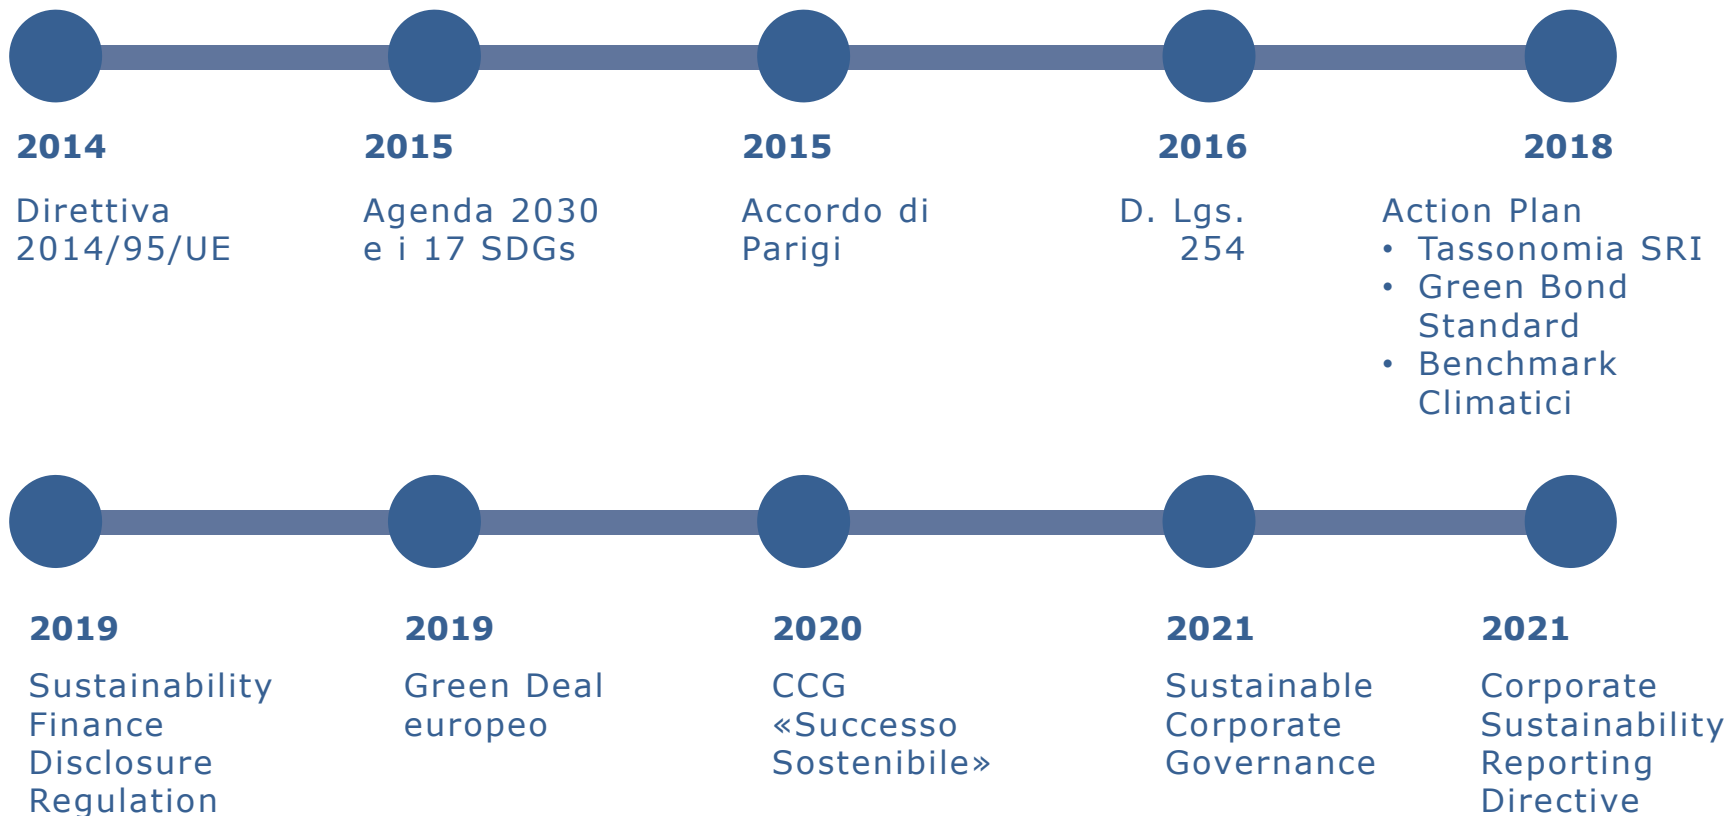 2014
Direttiva
2014/95/UE
2015
Agenda 2030
e i 17 SDGs
2015
Accordo di
Parigi
2016
D. Lgs.
254
2018
Action Plan
• Tassonomia SRI
• Green Bond
Standard
• Benchmark
Climatici
2019
Sustainability
Finance
Disclosure
Regulation
2019
Green Deal
europeo
2020
CCG
«Successo
Sostenibile»
2021
Sustainable
Corporate
Governance
2021
Corporate
Sustainability
Reporting
Directive